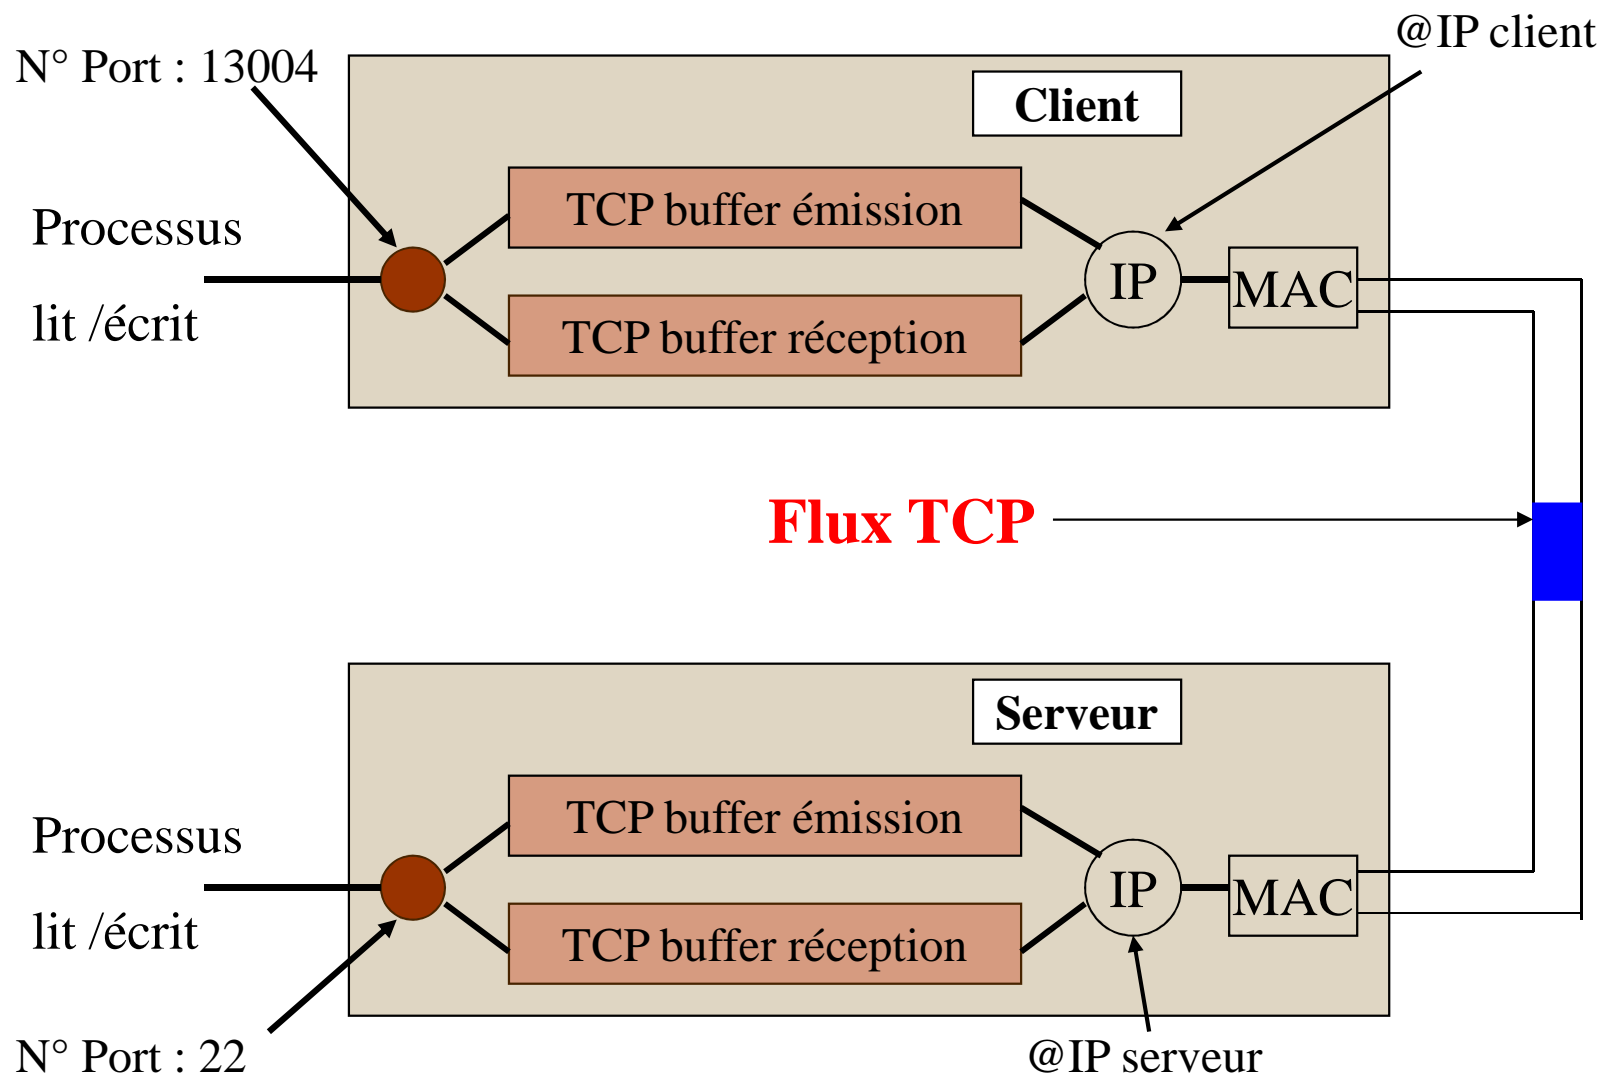 @IP client
N° Port : 13004
Client
TCP buffer émission
Processus
IP
MAC
lit /écrit
TCP buffer réception
Flux TCP
Serveur
TCP buffer émission
Processus
IP
MAC
lit /écrit
TCP buffer réception
N° Port : 22
@IP serveur